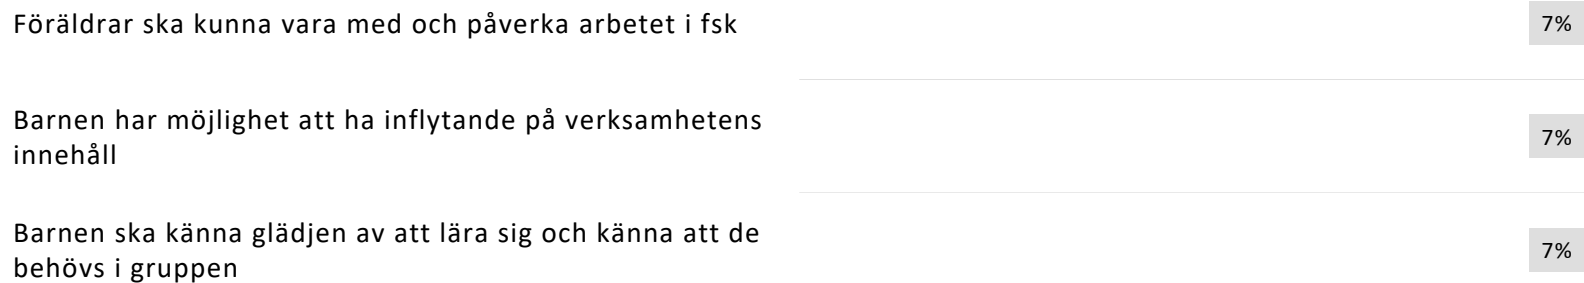 Föräldrar ska kunna vara med och påverka arbetet i fsk
7%
Barnen har möjlighet att ha inflytande på verksamhetens
innehåll
7%
Barnen ska känna glädjen av att lära sig och känna att de
behövs i gruppen
7%